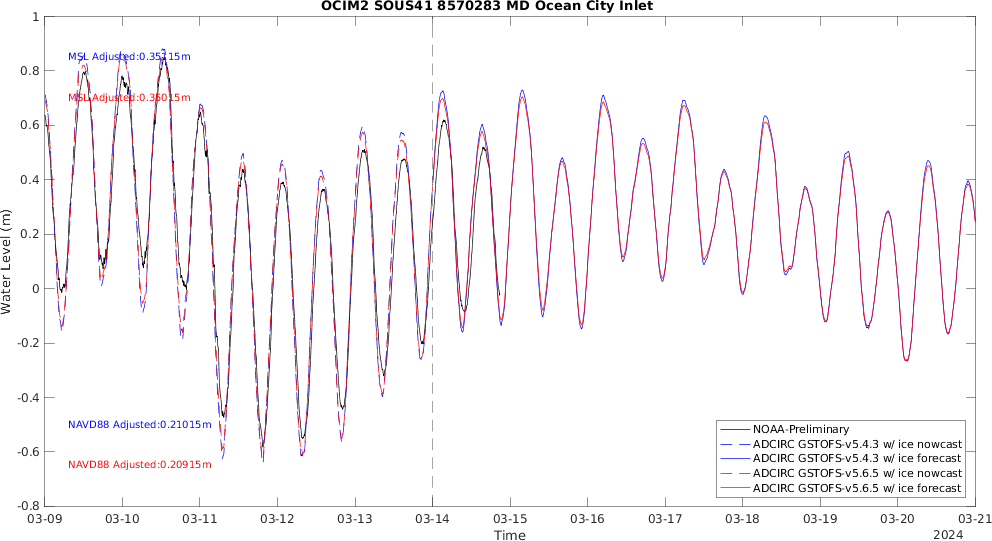 OCIM2 SOUS41 8570283 MD Ocean City Inlet
1
0.8
0.6
0.4
0.2
0
-0.2
-0.4
-0.6
-0.8
Water Level (m)
MSL Adjusted:0.35115m
MSL Adjusted:0.35015m
NAVD88 Adjusted:0.21015m
NAVD88 Adjusted:0.20915m
NOAA-Preliminary
ADCIRC GSTOFS-v5.4.3 w/ ice nowcast
ADCIRC GSTOFS-v5.4.3 w/ ice forecast
ADCIRC GSTOFS-v5.6.5 w/ ice nowcast
ADCIRC GSTOFS-v5.6.5 w/ ice forecast
03-09 03-10 03-11 03-12 03-13 03-14 03-15 03-16 03-17 03-18 03-19 03-20 03-21
Time
2024